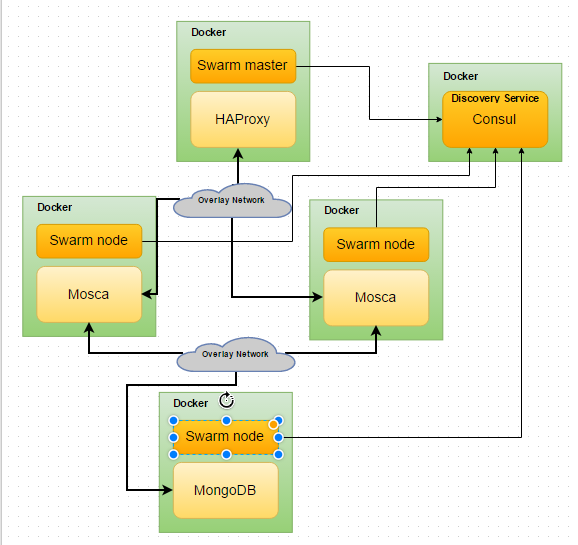 Docker
Swarm master
HAProxy
Docker
Discovery Service
Consul
Overlay Network
Docker
Swarm node
Mosca
Docker
Swarm node
Mosca
Overlay Network
Docker
Swarm node
MongoDB